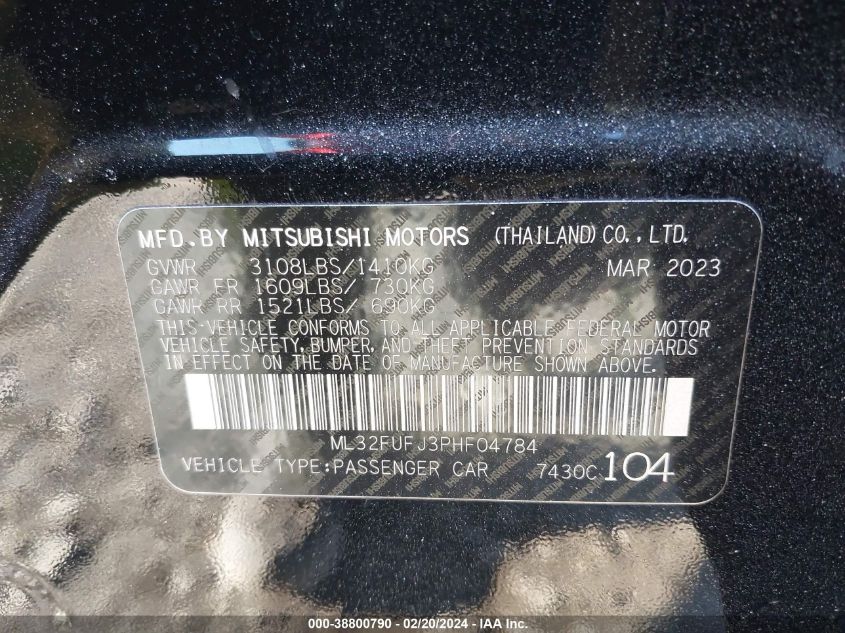 MFD.BY MITSUBISHI MOTORS (THAILAND) CO.,LTD.
GVWR 3108LBS/1410KG MAR 2023
GAWR FR 1609LBS/ 730KG
GAWR RR 1521LBS/ 690KG
THIS VEHICLE CONFORMS TO ALL APPLICABLE FEDERAL MOTOR
VEHICLE SAFETY, BUMPER, AND THEFT PREVENTION STANDARDS
IN EFFECT ON THE DATE OF MANUFACTURE SHOWN ABOVE.
ML32FUFJ3PHF04784
VEHICLE TYPE:PASSENGER CAR 7430C 104
000-38800790 - 02/20/2024 - IAA Inc.